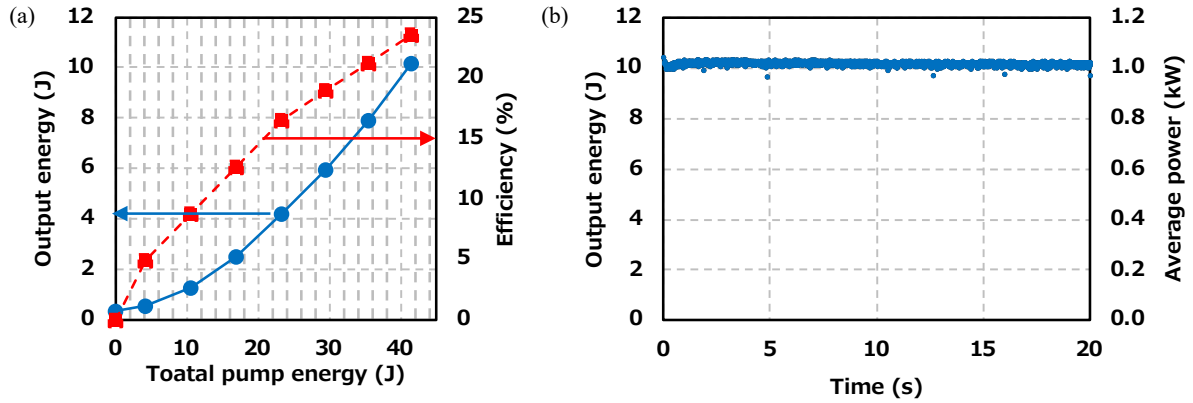 (a)
12
10
8
6
4
2
0
Output energy (J)
25
20
15
10
5
0
Efficiency (%)
0 10 20 30 40
Toatal pump energy (J)
(b)
12
10
8
6
4
2
0
Output energy (J)
1.2
1.0
0.8
0.6
0.4
0.2
0.0
Average power (kW)
0 5 10 15 20
Time (s)